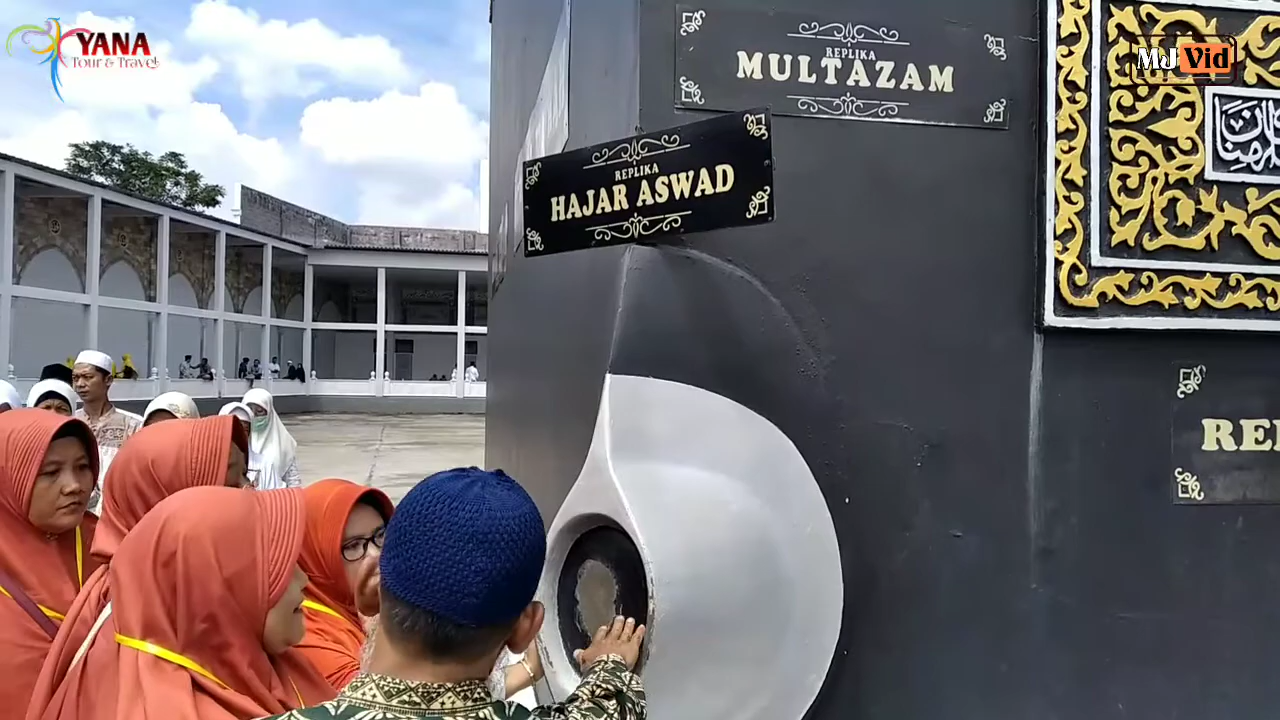 YANA
Tour & Travel
REPLIKA
MULTAZAM
MJ Vid
REPLIKA
HAJAR ASWAD